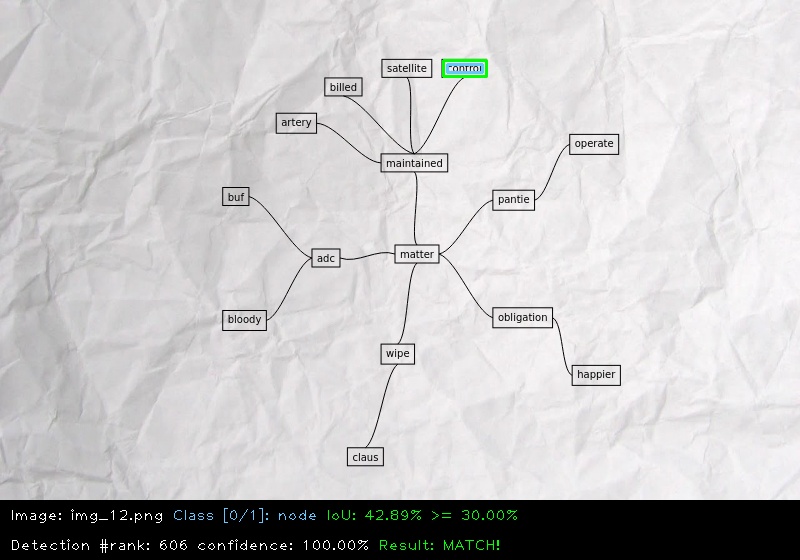 satellite
control
billed
artery
maintained
operate
buf
pantie
adc
matter
bloody
obligation
wipe
happier
claus
Image: img_12.png Class [0/1]: node IoU: 42.89% >= 30.00%
Detection #rank: 606 confidence: 100.00% Result: MATCH!